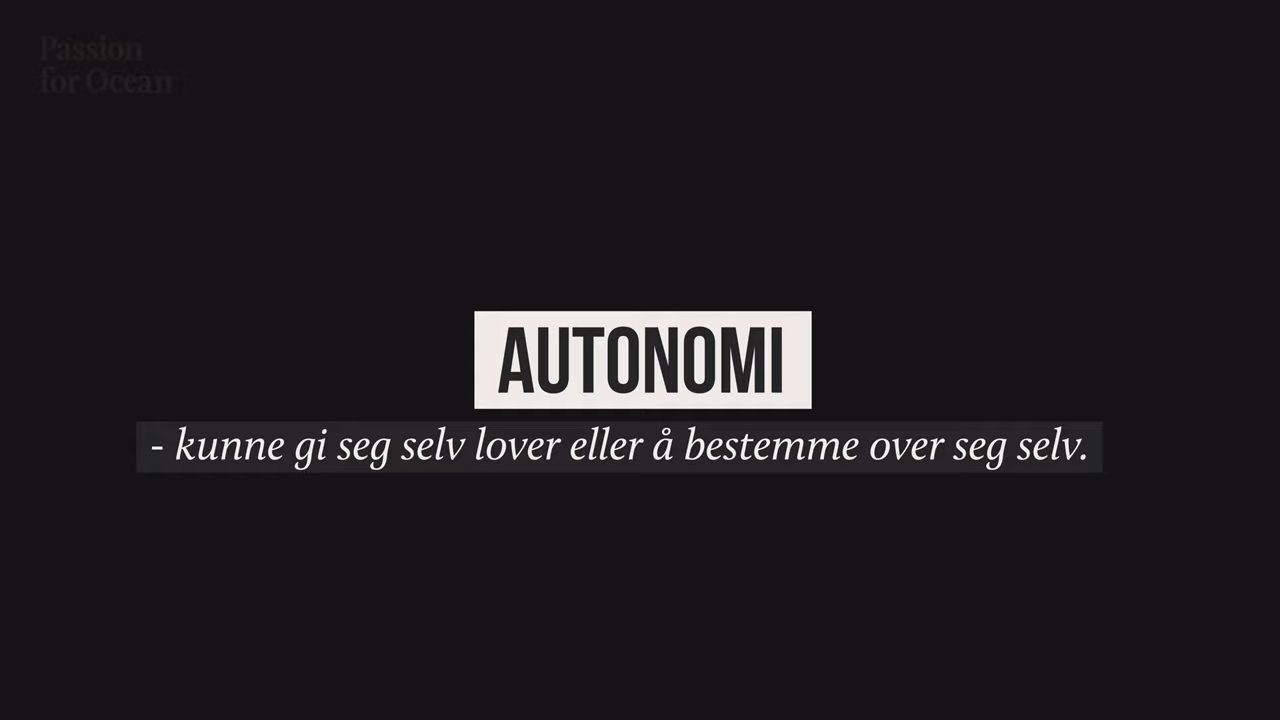 Passion
for Ocean
AUTONOMI
- kunne gi seg selv lover eller å bestemme over seg selv.